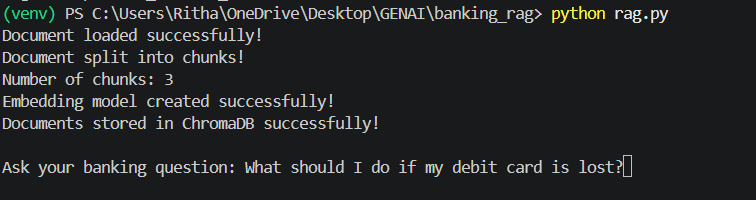 (venv) PS C:\Users\Ritha\OneDrive\Desktop\GENAI\banking_rag> python rag.py
Document loaded successfully!
Document split into chunks!
Number of chunks: 3
Embedding model created successfully!
Documents stored in ChromaDB successfully!
Ask your banking question: What should I do if my debit card is lost?